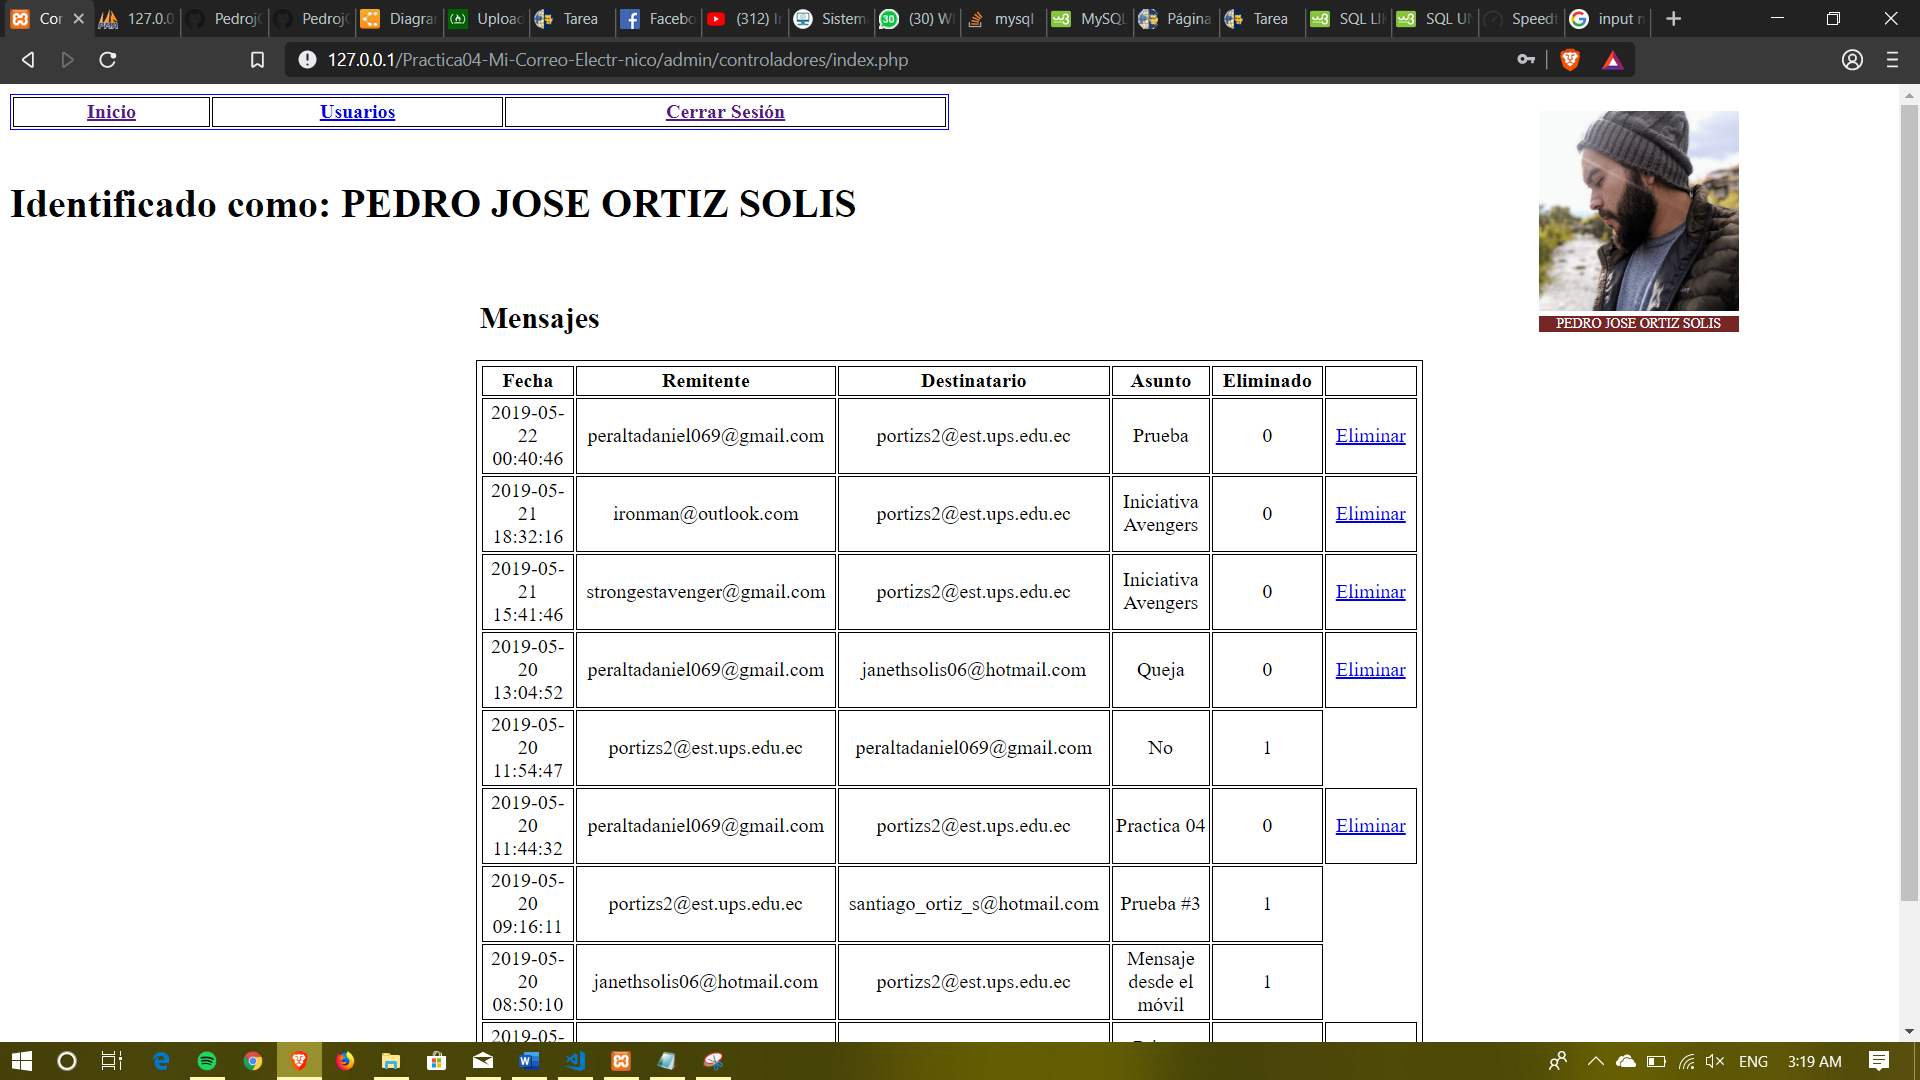 Cor
127.0.0
Pedroj
Pedroj
Diagrar
Upload
Tarea
Facebo
(312) I
Sistem
(30) W
mysql
MySQL
Página
Tarea
SQL LI
SQL U
Speedt
input n
127.0.0.1/Practica04-Mi-Correo-Electr-nico/admin/controladores/index.php
Inicio Usuarios Cerrar Sesión
Identificado como: PEDRO JOSE ORTIZ SOLIS
PEDRO JOSE ORTIZ SOLIS
Mensajes
Fecha Remitente Destinatario Asunto Eliminado
2019-05-
22
00:40:46
peraltadaniel069@gmail.com portizs2@est.ups.edu.ec Prueba 0 Eliminar
2019-05-
21
18:32:16
ironman@outlook.com portizs2@est.ups.edu.ec Iniciativa
Avengers
0 Eliminar
2019-05-
21
15:41:46
strongestavenger@gmail.com portizs2@est.ups.edu.ec Iniciativa
Avengers
0 Eliminar
2019-05-
20
13:04:52
peraltadaniel069@gmail.com janethsolis06@hotmail.com Queja 0 Eliminar
2019-05-
20
11:54:47
portizs2@est.ups.edu.ec peraltadaniel069@gmail.com No 1
2019-05-
20
11:44:32
peraltadaniel069@gmail.com portizs2@est.ups.edu.ec Practica 04 0 Eliminar
2019-05-
20
09:16:11
portizs2@est.ups.edu.ec santiago_ortiz_s@hotmail.com Prueba #3 1
2019-05-
20
08:50:10
janethsolis06@hotmail.com portizs2@est.ups.edu.ec Mensaje
desde el
móvil
1
2019-05-
ENG 3:19 AM